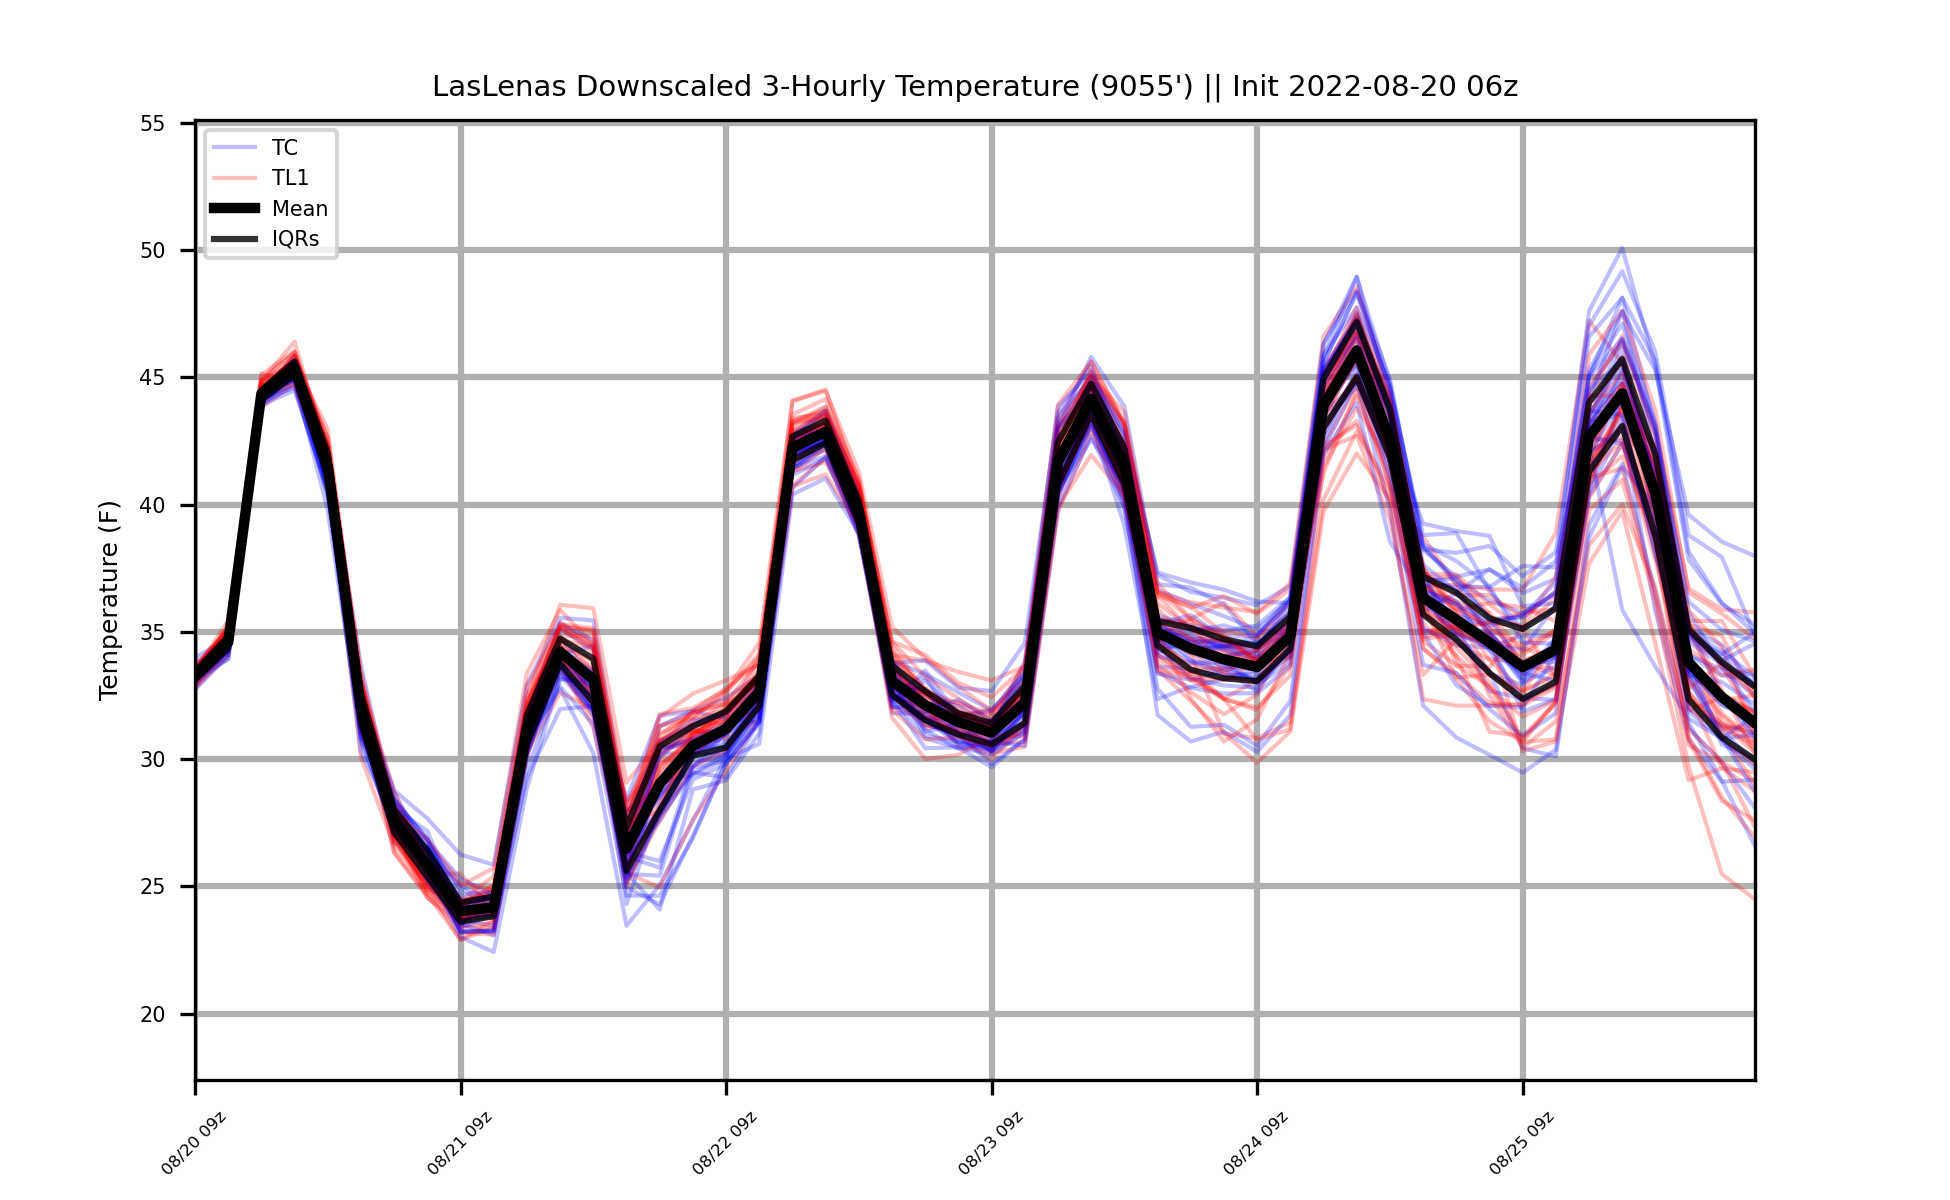 LasLenas Downscaled 3-Hourly Temperature (9055') || Init 2022-08-20 06z
TC
TL1
Mean
IQRs
Temperature (F)
55
50
45
40
35
30
25
20
08/20 09z
08/21 09z
08/22 09z
08/23 09z
08/24 09z
08/25 09z